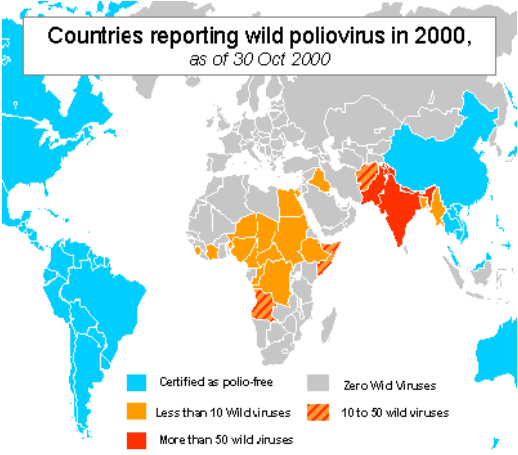 Countries reporting wild poliovirus in 2000,
as of 30 Oct 2000
Certified as polio-free
Zero Wild Viruses
Less than 10 Wild viruses
10 to 50 wild viruses
More than 50 wild viruses